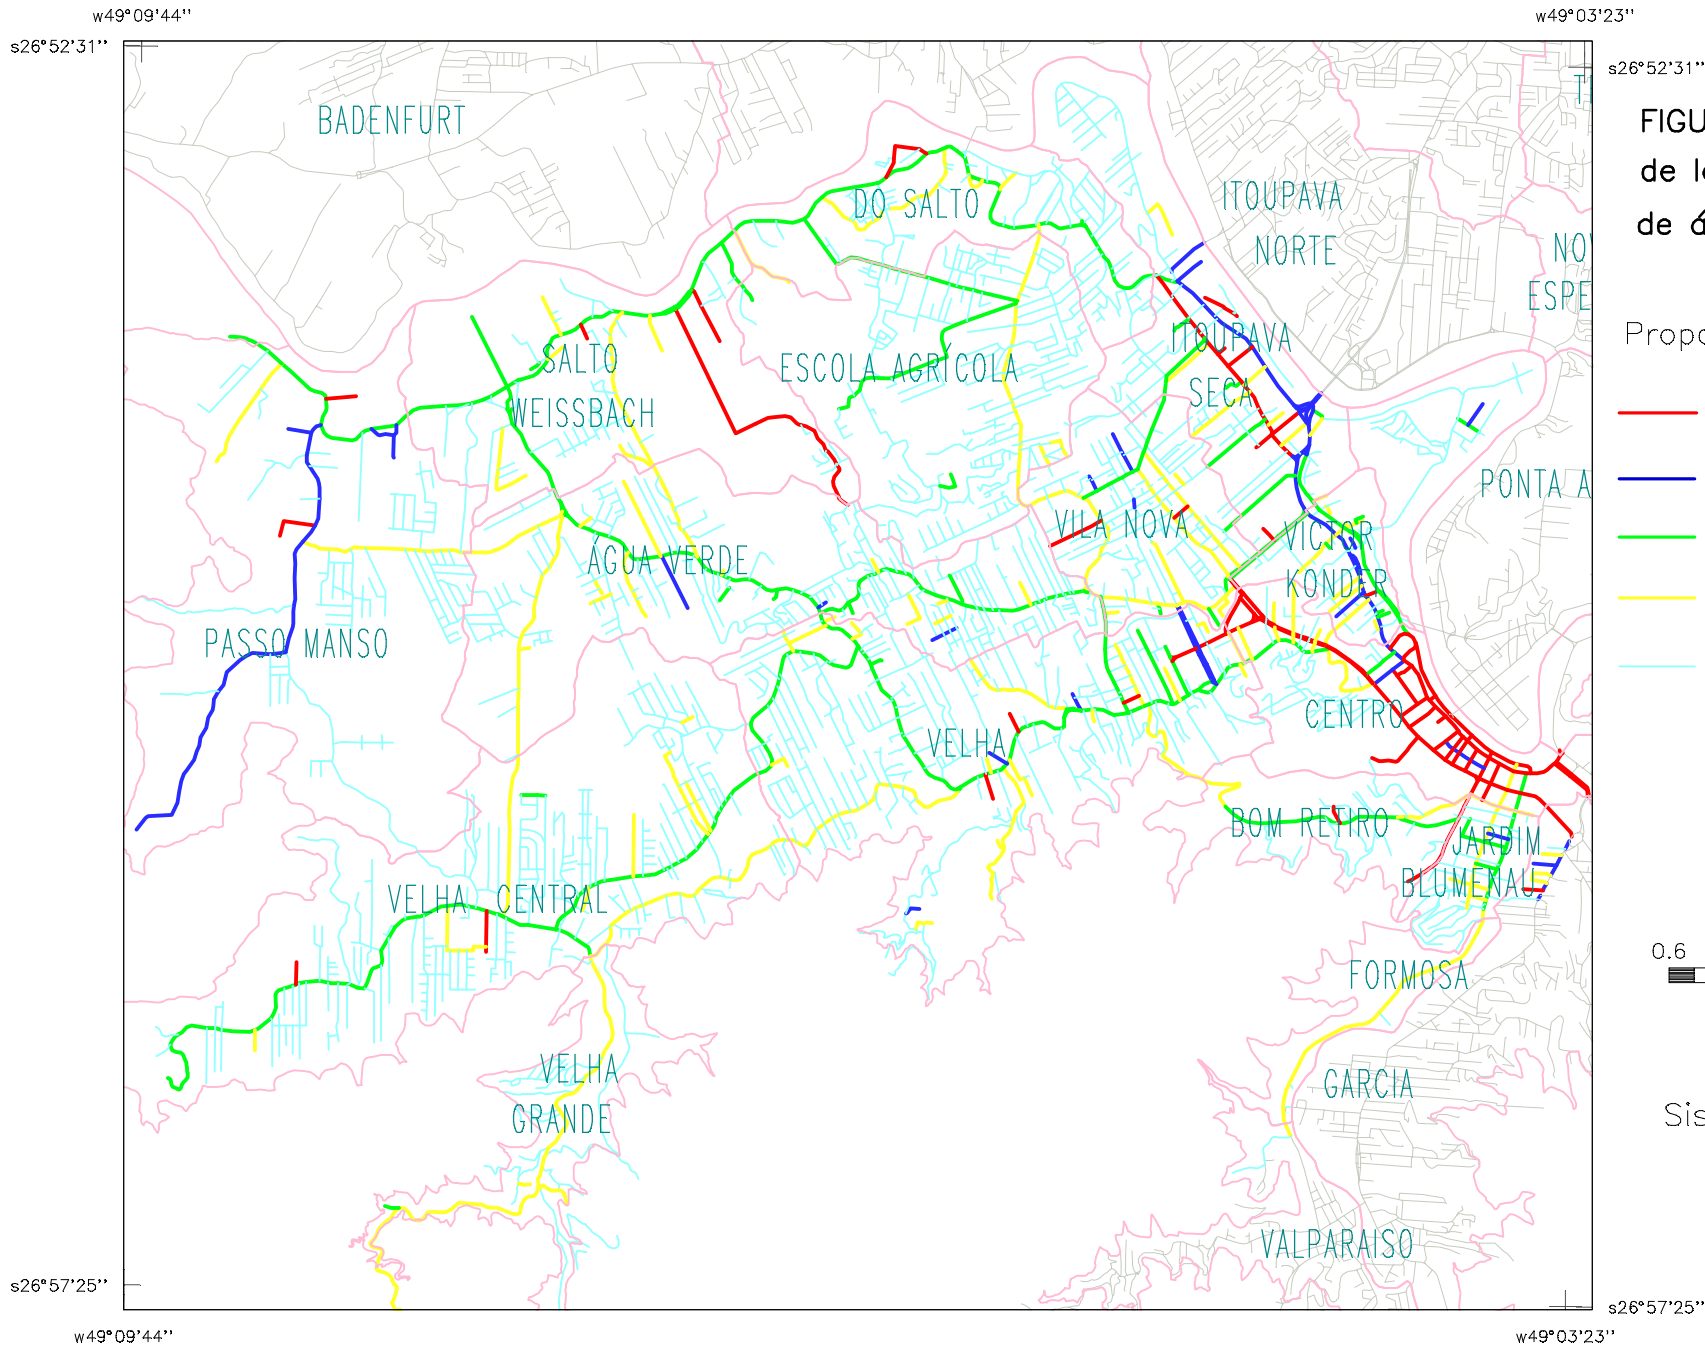 w49°09'44''
w49°03'23''
s26°52'31''
s26°52'31''
BADENFURT
FIGU
de l
de
DO SALTO
ITOUPAVA
NORTE
NO
ESPE
Propo
ITOUPAVA
SECA
SALTO
WEISSBACH
ESCOLA AGRÍCOLA
PONTA A
VILA NOVA
VICTOR
KONDER
ÁGUA VERDE
PASSO MANSO
CENTRO
VELHA
BOM RETIRO
JARDIM
BLUMENAU
VELHA CENTRAL
0.6
FORMOSA
VELHA
GRANDE
GARCIA
Sis
VALPARAISO
s26°57'25''
s26°57'25''
w49°09'44''
w49°03'23''